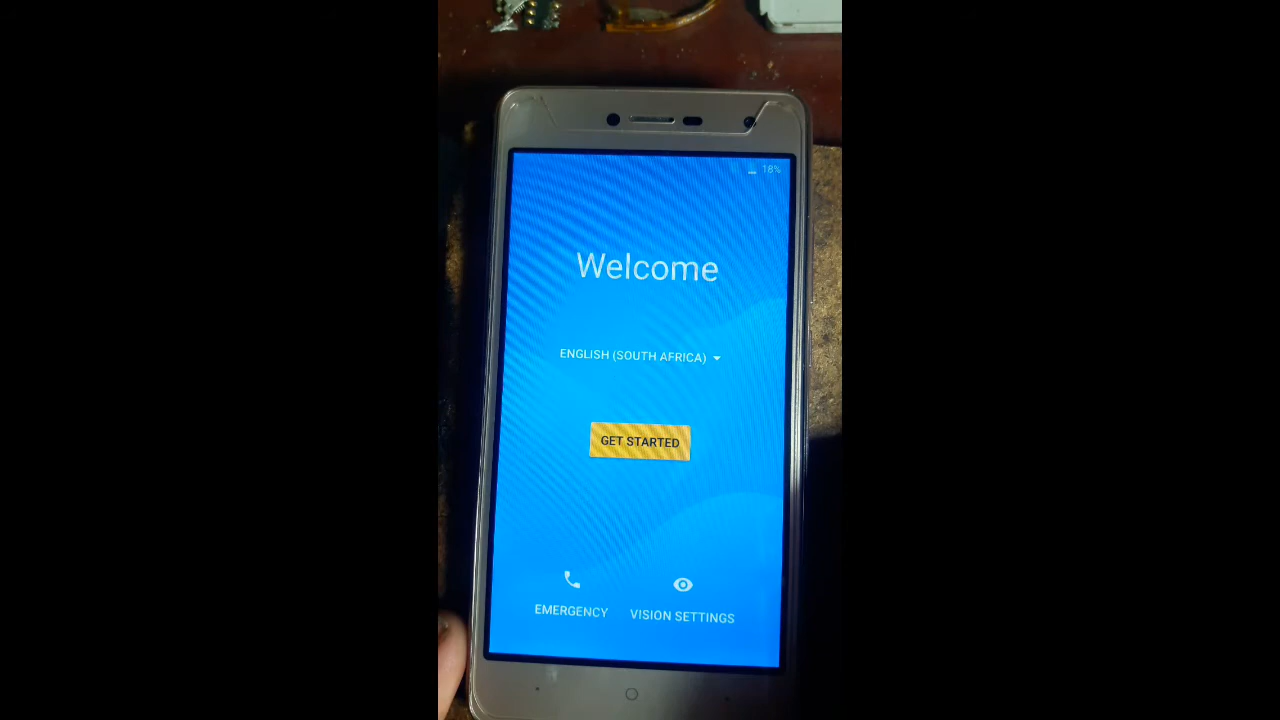 18%
Welcome
ENGLISH (SOUTH AFRICA)
GET STARTED
EMERGENCY
VISION SETTINGS